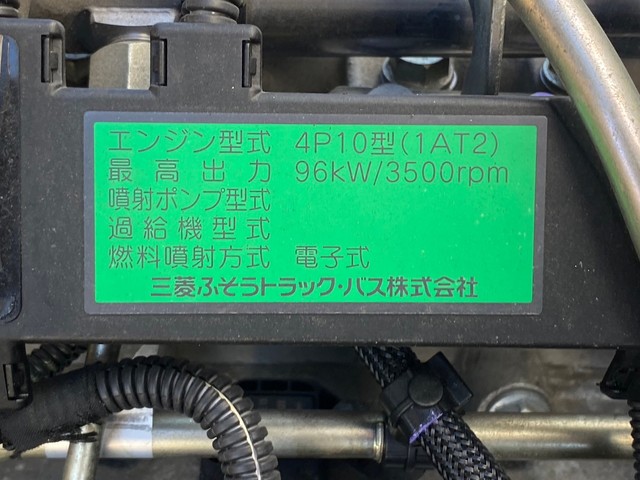 エンジン型式 4P10型(1AT2)
最高出力 96kW/3500rpm
噴射ポンプ型式
過給機型式
燃料噴射方式 電子式
三菱ふそうトラック・バス株式会社